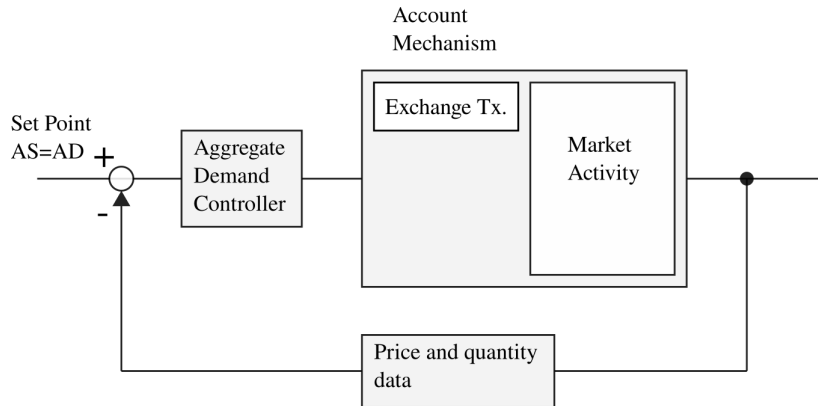 Account
Mechanism
Exchange Tx.
Set Point
AS=AD
+
-
Aggregate
Demand
Controller
Market
Activity
Price and quantity
data